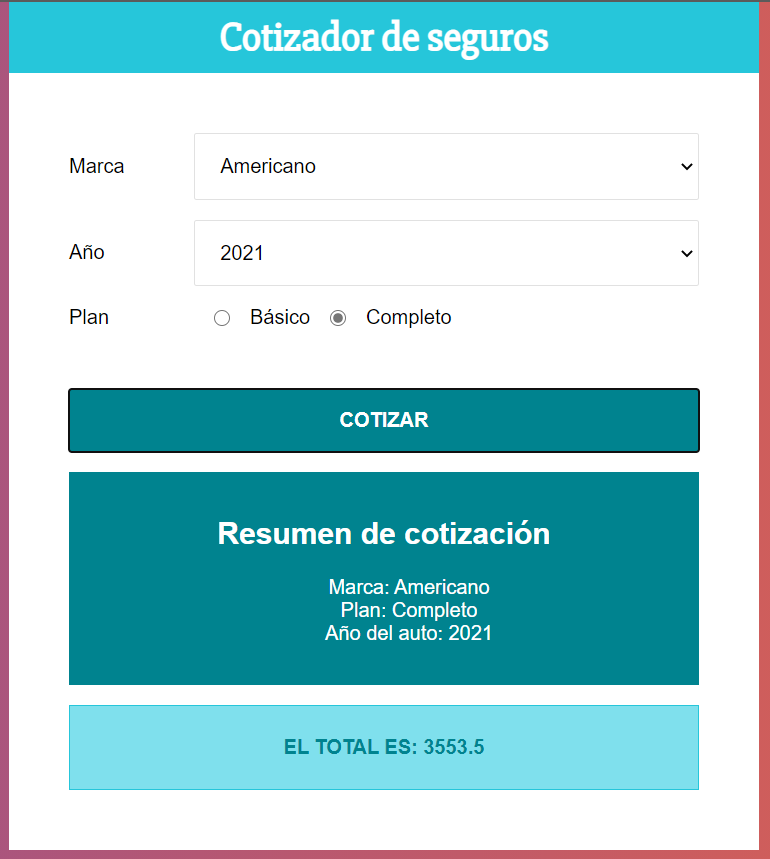 Cotizador de seguros
Marca Americano
Año 2021
Plan Básico Completo
COTIZAR
Resumen de cotización
Marca: Americano
Plan: Completo
Año del auto: 2021
EL TOTAL ES: 3553.5